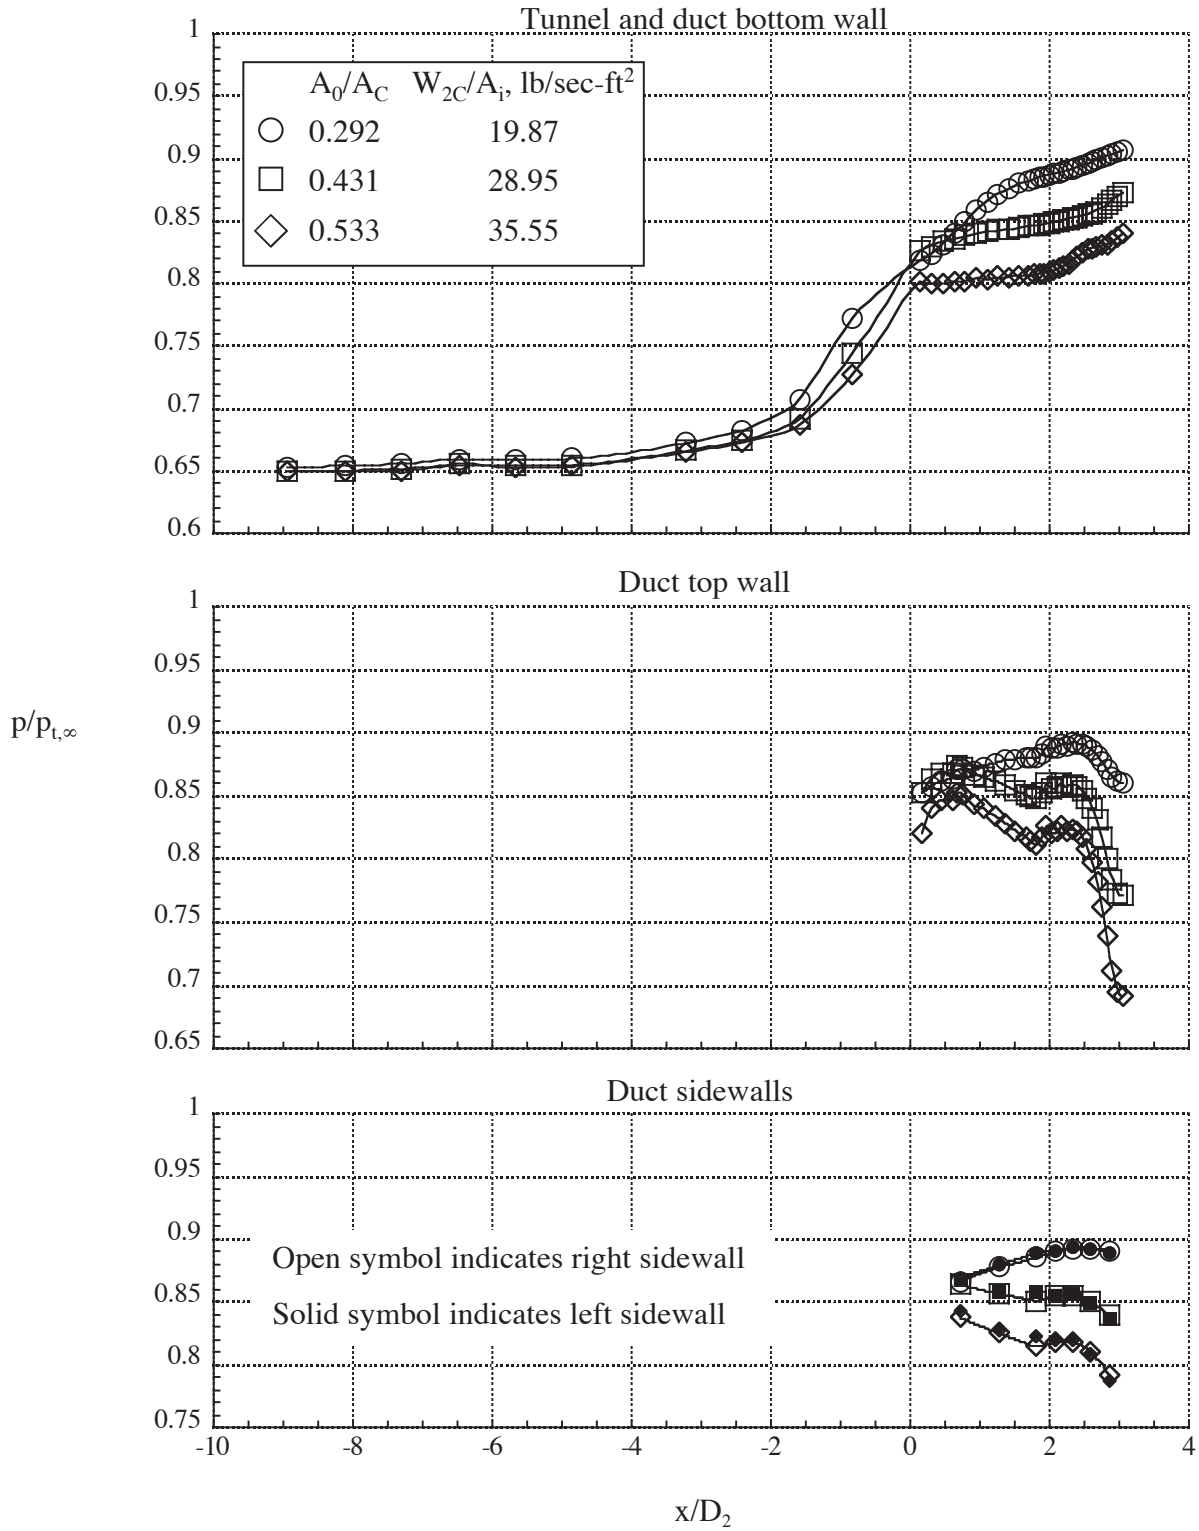 Tunnel and duct bottom wall
1
0.95
0.9
0.85
0.8
0.75
0.7
0.65
0.6
A0/AC W2C/Ai, lb/sec-ft2
0.292 19.87
0.431 28.95
0.533 35.55
Duct top wall
1
0.95
0.9
0.85
0.8
0.75
0.7
0.65
p/pt,∞
Duct sidewalls
1
0.95
0.9
0.85
0.8
0.75
Open symbol indicates right sidewall
Solid symbol indicates left sidewall
-10 -8 -6 -4 -2 0 2 4
x/D2